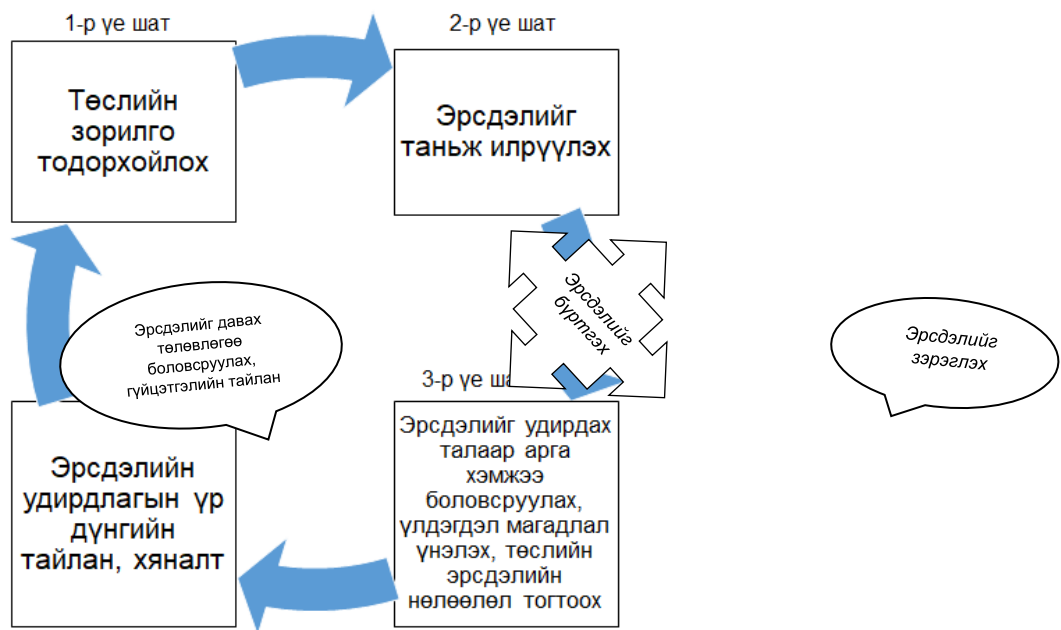 1-р үе шат
Төслийн
зорилго
тодорхойлох
2-р үе шат
Эрсдэлийг
таньж илрүүлэх
Эрсдэлийг
бүртгэх
Эрсдэлийг давах
төлөвлөгөө
боловсруулах,
гүйцэтгэлийн тайлан
Эрсдэлийг
зэрэглэх
3-р үе ша
Эрсдэлийг удирдах
талаар арга
хэмжээ
боловсруулах,
үлдэгдэл магадлал
үнэлэх, төслийн
эрсдэлийн
нөлөөлөл тогтоох
Эрсдэлийн
удирдлагын үр
дүнгийн
тайлан, хяналт